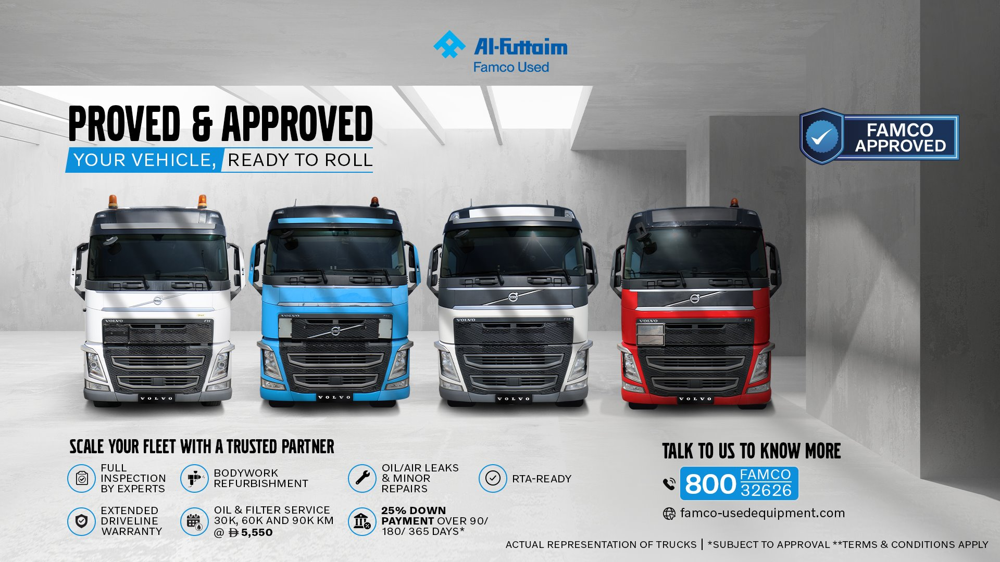 Al-Futtaim
Famco Used
PROVED & APPROVED
YOUR VEHICLE, READY TO ROLL
FAMCO
APPROVED
VOLVO FH
VOLVO
VOLVO FH
VOLVO
VOLVO FH
VOLVO
VOLVO FH
VOLVO
SCALE YOUR FLEET WITH A TRUSTED PARTNER
FULL
INSPECTION
BY EXPERTS
BODYWORK
REFURBISHMENT
OIL/AIR LEAKS
& MINOR
REPAIRS
RTA-READY
EXTENDED
DRIVELINE
WARRANTY
OIL & FILTER SERVICE
30K, 60K AND 90K KM
@ 5,550
25% DOWN
PAYMENT OVER 90/
180/ 365 DAYS*
TALK TO US TO KNOW MORE
800 FAMCO
32626
famco-usedequipment.com
ACTUAL REPRESENTATION OF TRUCKS | *SUBJECT TO APPROVAL **TERMS & CONDITIONS APPLY